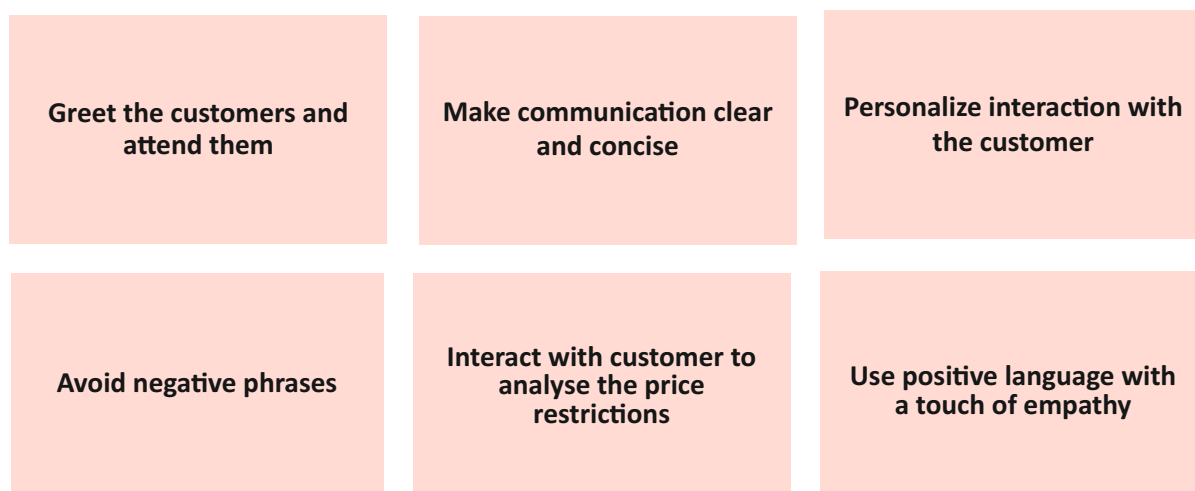 Greet the customers and
attend them
Make communication clear
and concise
Personalize interaction with
the customer
Avoid negative phrases
Interact with customer to
analyse the price
restrictions
Use positive language with
a touch of empathy